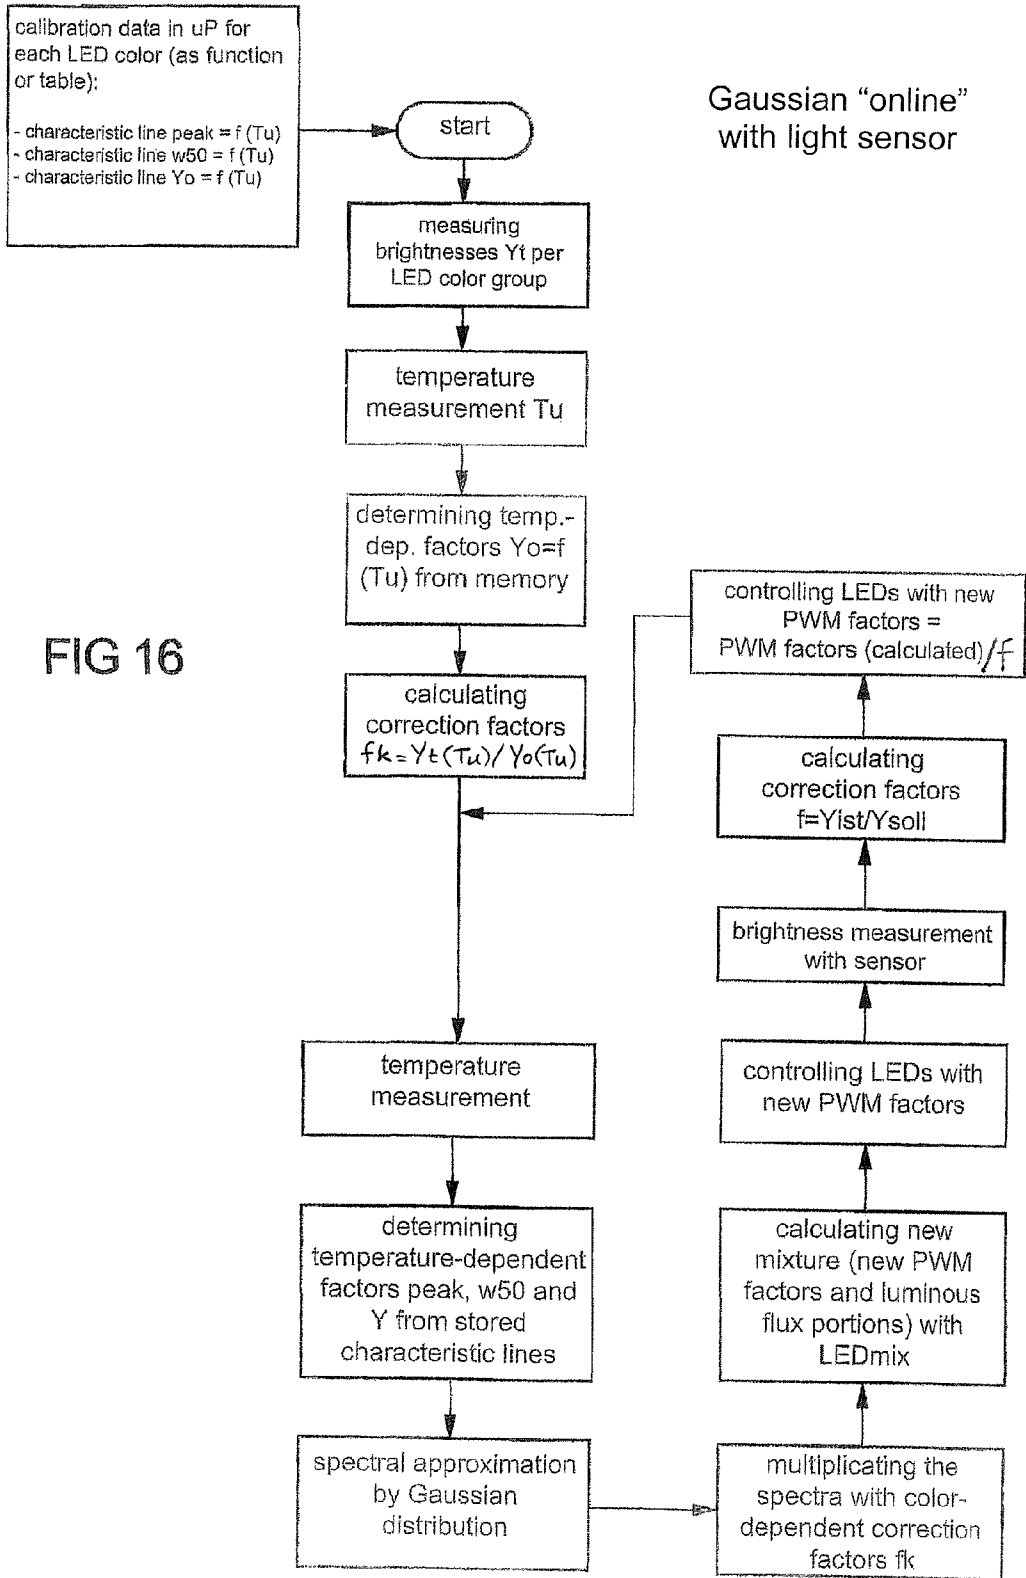 calibration data in uP for
each LED color (as function
or table):
- characteristic line peak = f (Tu)
- characteristic line w50 = f (Tu)
- characteristic line Yo = f (Tu)
start
Gaussian “online”
with light sensor
measuring
brightnesses Yt per
LED color group
temperature
measurement Tu
determining temp.-
dep. factors Yo=f
(Tu) from memory
FIG 16
calculating
correction factors
fk=Yt(Tu)/Yo(Tu)
temperature
measurement
determining
temperature-dependent
factors peak, w50 and
Y from stored
characteristic lines
spectral approximation
by Gaussian
distribution
multiplicating the
spectra with color-
dependent correction
factors fk
calculating new
mixture (new PWM
factors and luminous
flux portions) with
LEDmix
controlling LEDs with
new PWM factors
brightness measurement
with sensor
calculating
correction factors
f=Yist/Ysoll
controlling LEDs with new
PWM factors =
PWM factors (calculated)/f